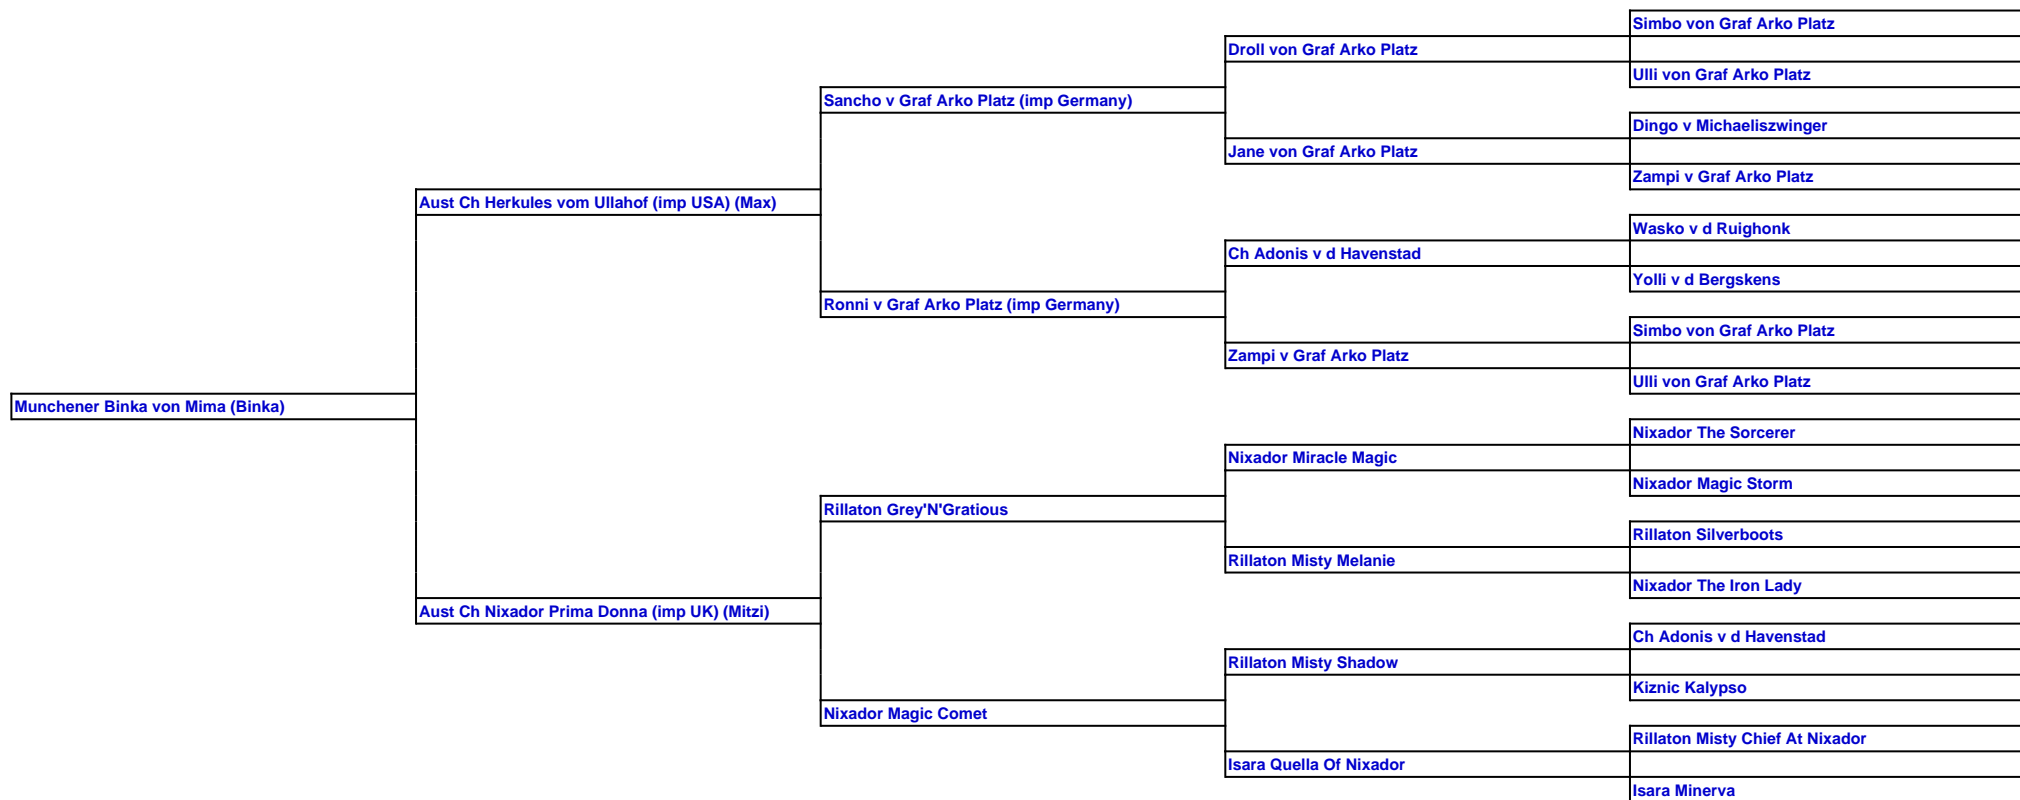 Simbo von Graf Arko Platz
Droll von Graf Arko Platz
Ulli von Graf Arko Platz
Sancho v Graf Arko Platz (imp Germany)
Dingo v Michaeliszwinger
Jane von Graf Arko Platz
Zampi v Graf Arko Platz
Aust Ch Herkules vom Ullahof (imp USA) (Max)
Wasko v d Ruighonk
Ch Adonis v d Havenstad
Yolli v d Bergskens
Ronni v Graf Arko Platz (imp Germany)
Simbo von Graf Arko Platz
Zampi v Graf Arko Platz
Ulli von Graf Arko Platz
Munchener Binka von Mima (Binka)
Nixador The Sorcerer
Nixador Miracle Magic
Nixador Magic Storm
Rillaton Grey'N'Gratious
Rillaton Silverboots
Rillaton Misty Melanie
Nixador The Iron Lady
Aust Ch Nixador Prima Donna (imp UK) (Mitzi)
Ch Adonis v d Havenstad
Rillaton Misty Shadow
Kiznic Kalypso
Nixador Magic Comet
Rillaton Misty Chief At Nixador
Isara Quella Of Nixador
Isara Minerva